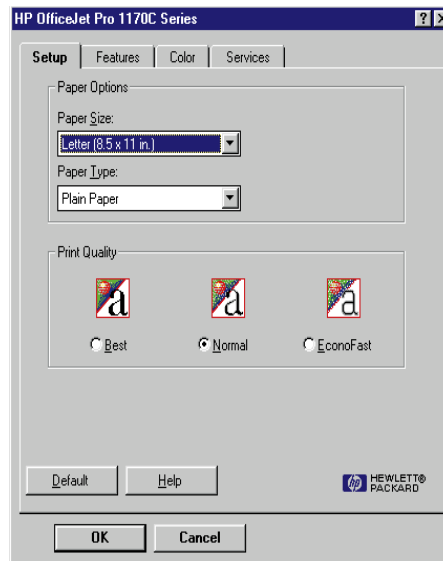 HP OfficeJet Pro 1170C Series
Setup Features Color Services
Paper Options
Paper Size:
Letter (8.5 x 11 in.)
Paper Type:
Plain Paper
Print Quality
a a a
Best Normal EconoFast
Default Help
hp HEWLETT®
PACKARD
OK Cancel